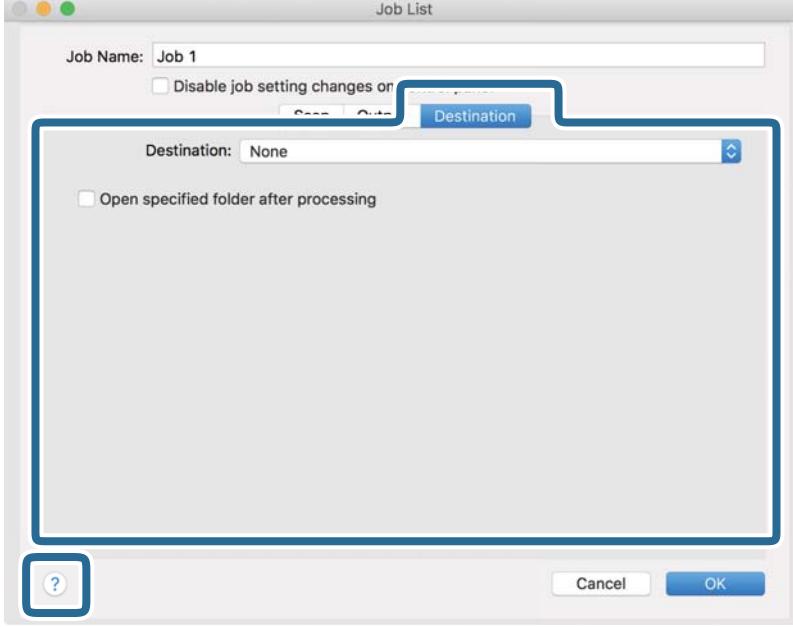 Job List
Job Name: Job 1
Disable job setting changes on
Destination
Destination: None
Open specified folder after processing
?
Cancel OK